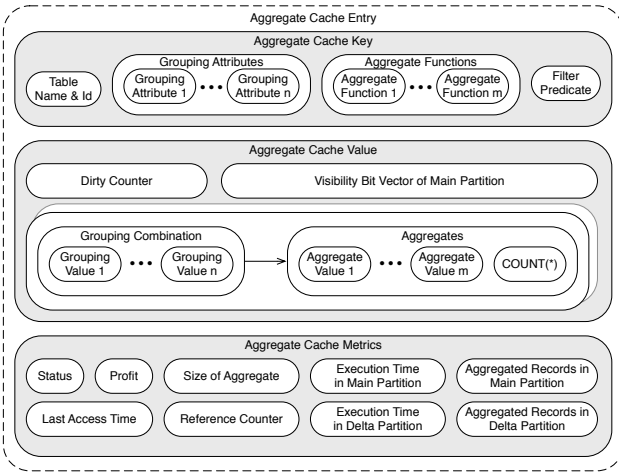 Aggregate Cache Entry
Aggregate Cache Key
Table
Name & Id
Grouping Attributes
Grouping
Attribute 1
•••
Grouping
Attribute n
Aggregate Functions
Aggregate
Function 1
•••
Aggregate
Function m
Filter
Predicate
Aggregate Cache Value
Dirty Counter
Visibility Bit Vector of Main Partition
Grouping Combination
Grouping
Value 1
•••
Grouping
Value n
Aggregates
Aggregate
Value 1
•••
Aggregate
Value m
COUNT(*)
Aggregate Cache Metrics
Status
Profit
Size of Aggregate
Execution Time
in Main Partition
Aggregated Records in
Main Partition
Last Access Time
Reference Counter
Execution Time
in Delta Partition
Aggregated Records in
Delta Partition